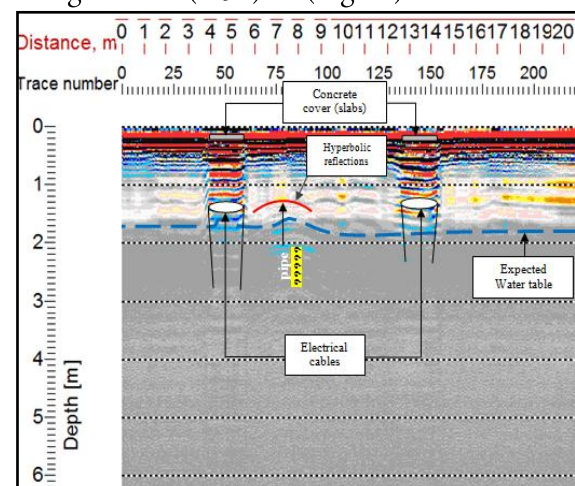 Distance, m 0 1 2 3 4 5 6 7 8 9 10 11 12 13 14 15 16 17 18 19 20
Trace number 0 25 50 75 100 125 150 175 200
Concrete
cover (slabs)
Hyperbolic
reflections
0
1
2
3
4
5
6
Depth [m]
pipe
?????
Expected
Water table
Electrical
cables